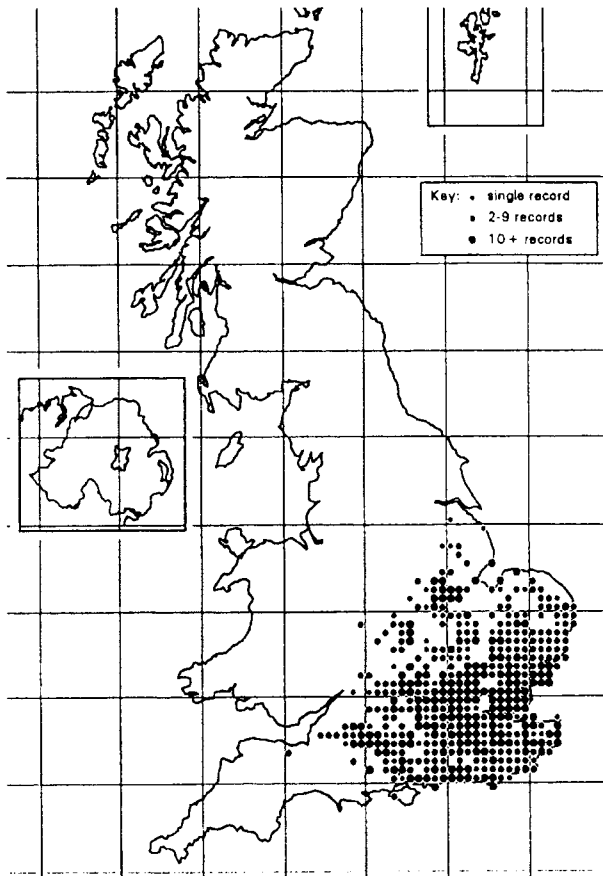 Key: • single record
• 2-9 records
• 10+ records